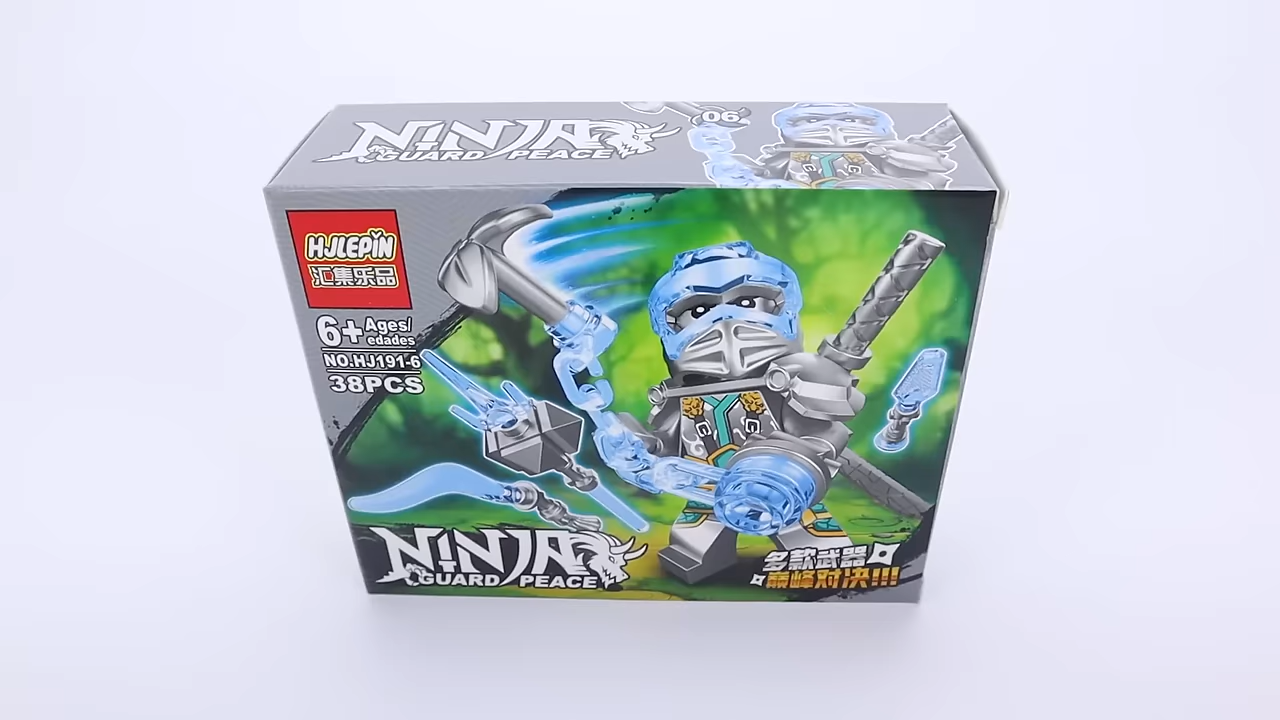 NINJA
GUARD PEACE
06
HJLEPIN
汇集乐品
6+ Ages/
edades
NO.HJ191-6
38PCS
NINJA
GUARD PEACE
多款武器
巅峰对决!!!